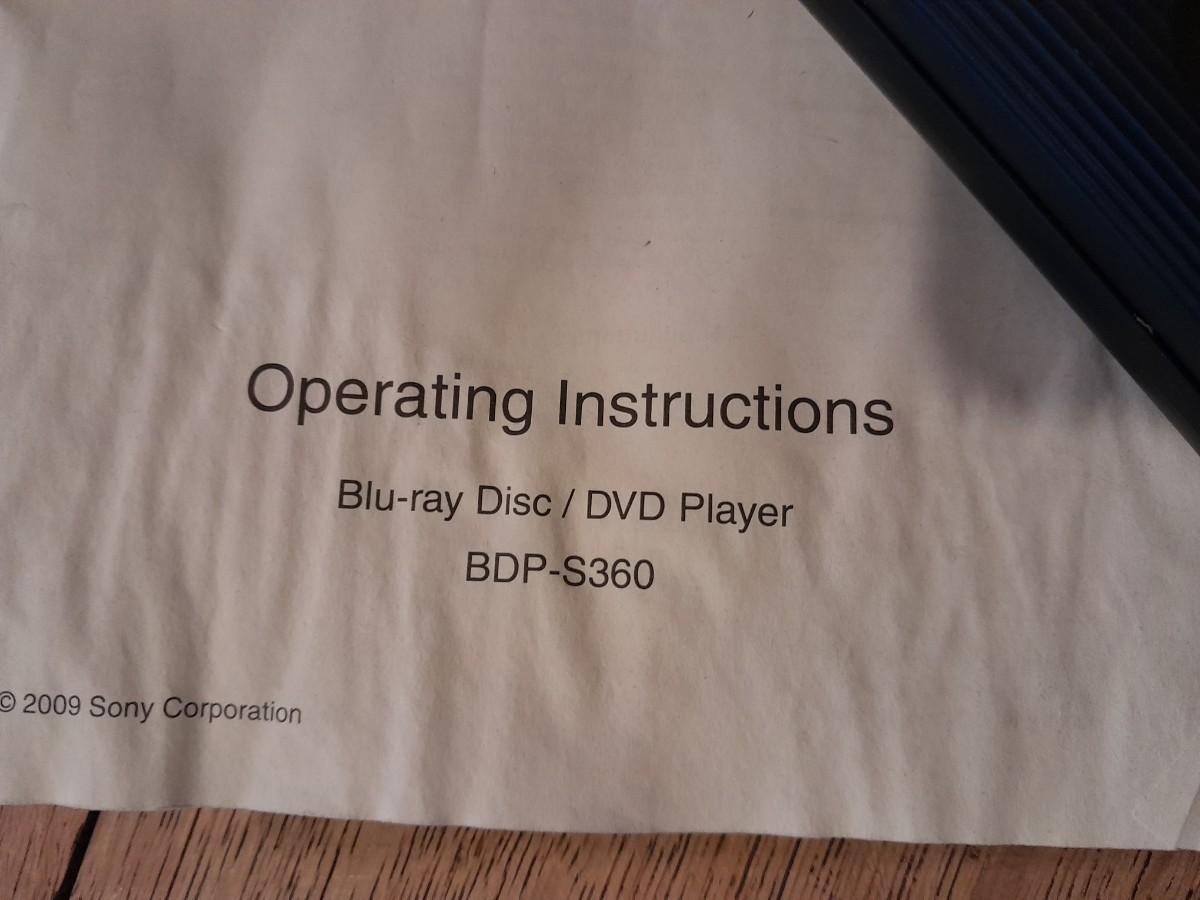 Operating Instructions
Blu-ray Disc / DVD Player
BDP-S360
© 2009 Sony Corporation